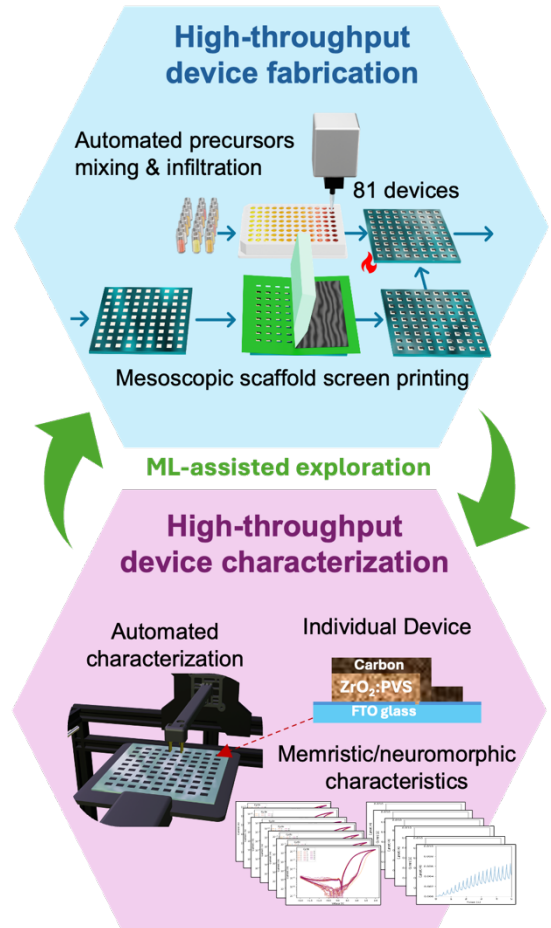 High-throughput
device fabrication
Automated precursors
mixing & infiltration
81 devices
Mesoscopic scaffold screen printing
ML-assisted exploration
High-throughput
device characterization
Automated
characterization
Individual Device
Carbon
ZrO₂:PVS
FTO glass
Memristic/neuromorphic
characteristics